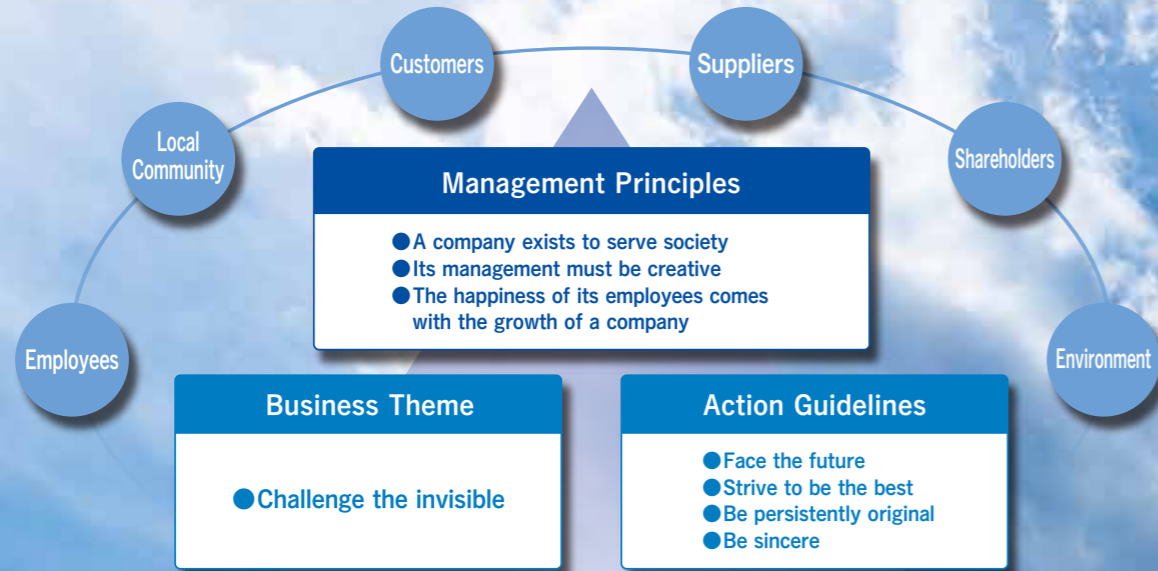 Customers
Suppliers
Local
Community
Shareholders
Employees
Environment
Management Principles
●A company exists to serve society
●Its management must be creative
●The happiness of its employees comes
with the growth of a company
Business Theme
●Challenge the invisible
Action Guidelines
●Face the future
●Strive to be the best
●Be persistently original
●Be sincere